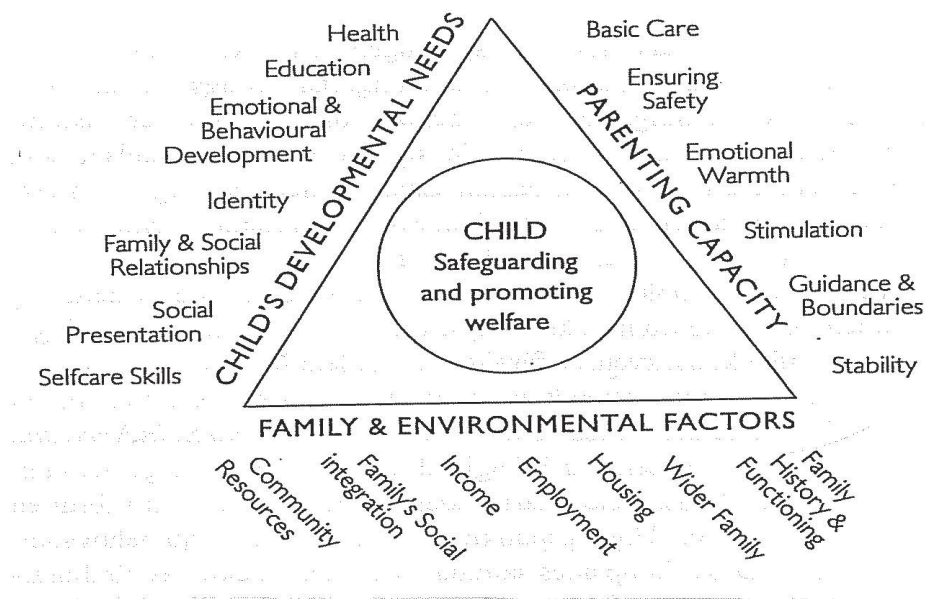 Health
Education
Emotional &
Behavioural
Development
Identity
Family & Social
Relationships
Social
Presentation
Selfcare Skills
CHILD'S DEVELOPMENTAL NEEDS
CHILD
Safeguarding
and promoting
welfare
PARENTING CAPACITY
Basic Care
Ensuring
Safety
Emotional
Warmth
Stimulation
Guidance &
Boundaries
Stability
FAMILY & ENVIRONMENTAL FACTORS
Community
Resources
Family's Social
integration
Income
Employment
Housing
Wider Family
Family
History &
Functioning